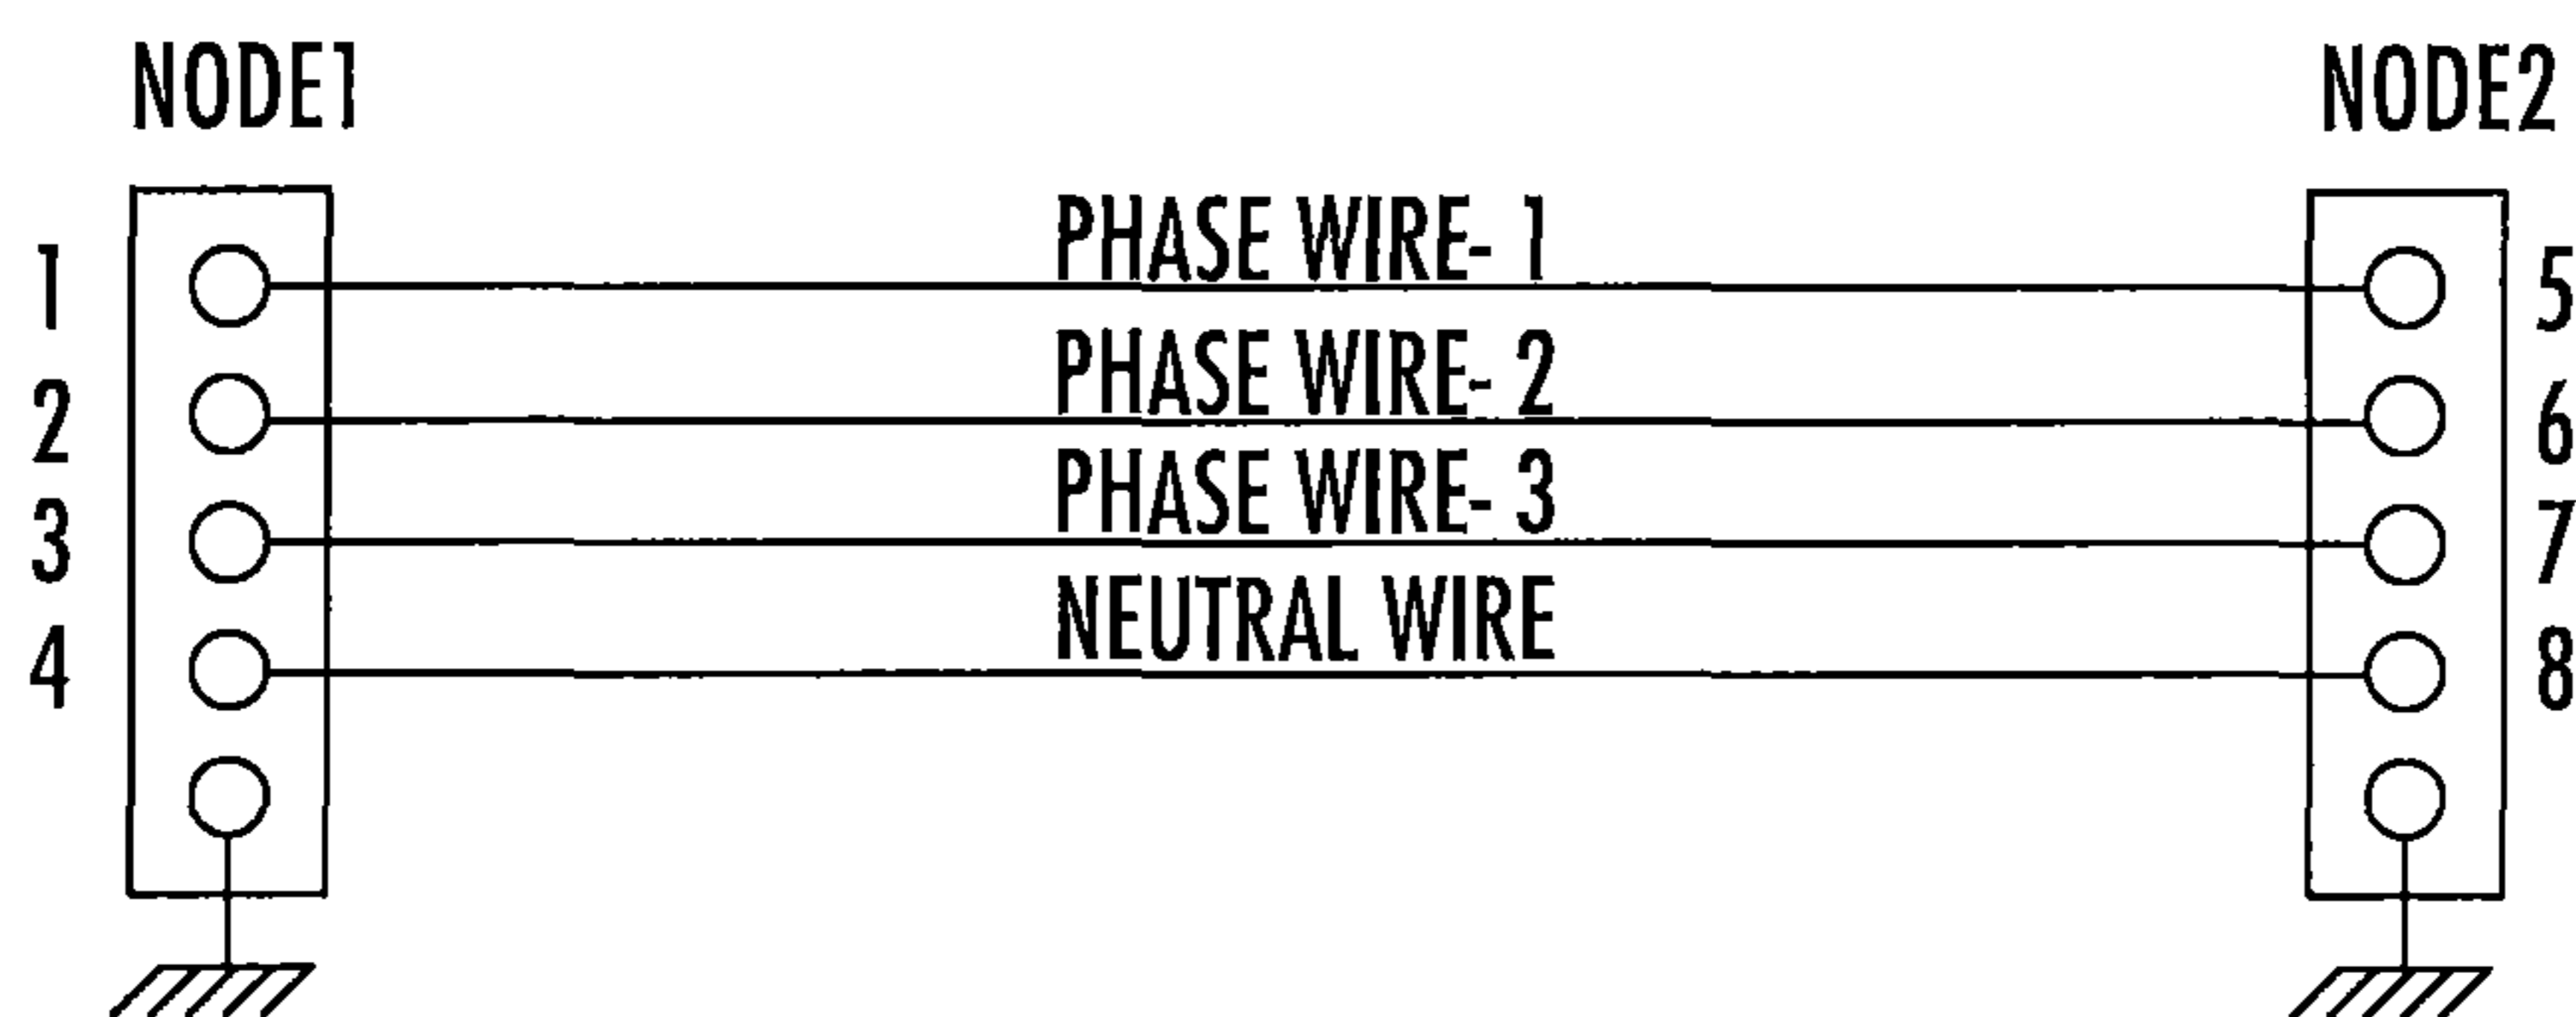 NODE1 NODE2
1 PHASE WIRE- 1 5
2 PHASE WIRE- 2 6
3 PHASE WIRE- 3 7
4 NEUTRAL WIRE 8